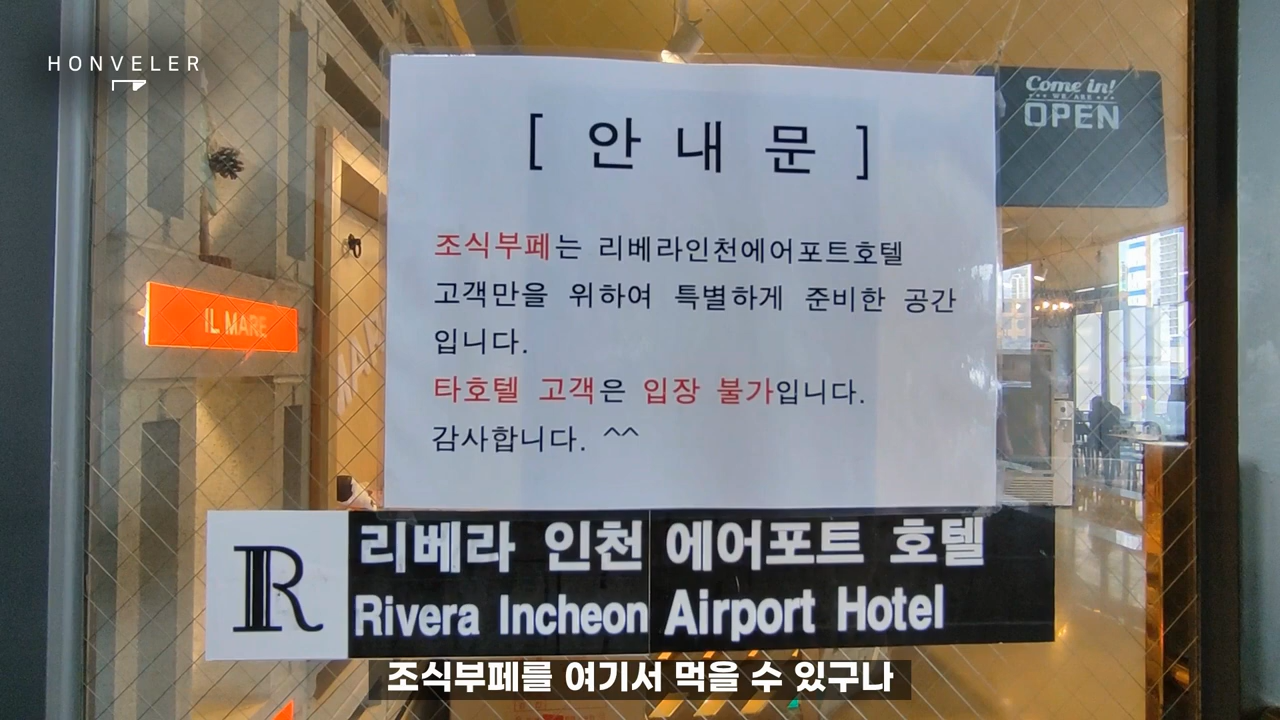 HONVELER
Come in!
WE ARE
OPEN
[ 안 내 문 ]
조식부페는 리베라인천에어포트호텔
고객만을 위하여 특별하게 준비한 공간
입니다.
타호텔 고객은 입장 불가입니다.
감사합니다. ^^
IL MARE
R
리베라 인천 에어포트 호텔
Rivera Incheon Airport Hotel
조식부페를 여기서 먹을 수 있구나